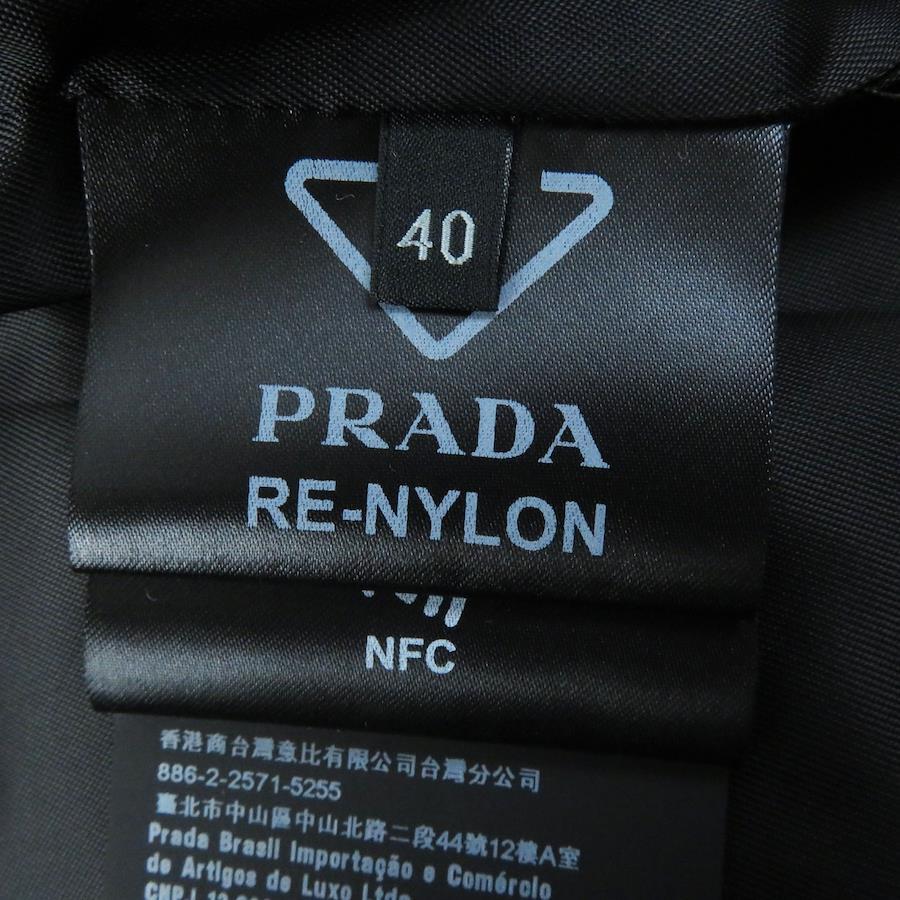 40
PRADA
RE-NYLON
NFC
香港商台灣意比有限公司台灣分公司
886-2-2571-5255
臺北市中山區中山北路二段44號12樓A室
Prada Brasil Importação e Comércio
de Artigos de Luxo Ltda